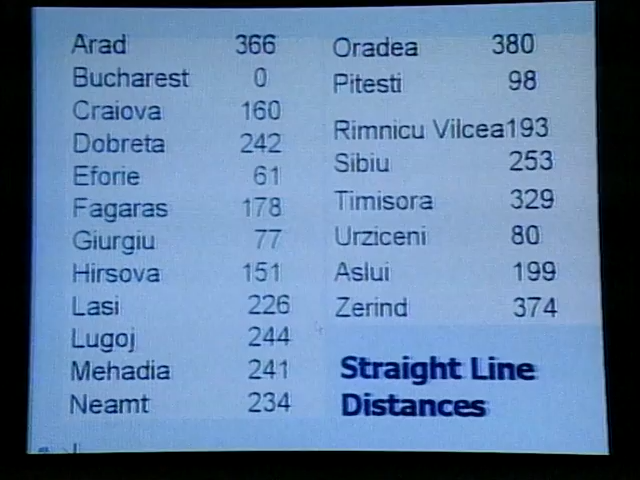 Arad 366
Bucharest 0
Craiova 160
Dobreta 242
Eforie 61
Fagaras 178
Giurgiu 77
Hirsova 151
Lasi 226
Lugoj 244
Mehadia 241
Neamt 234
Oradea 380
Pitesti 98
Rimnicu Vilcea193
Sibiu 253
Timisora 329
Urziceni 80
Aslui 199
Zerind 374
Straight Line
Distances